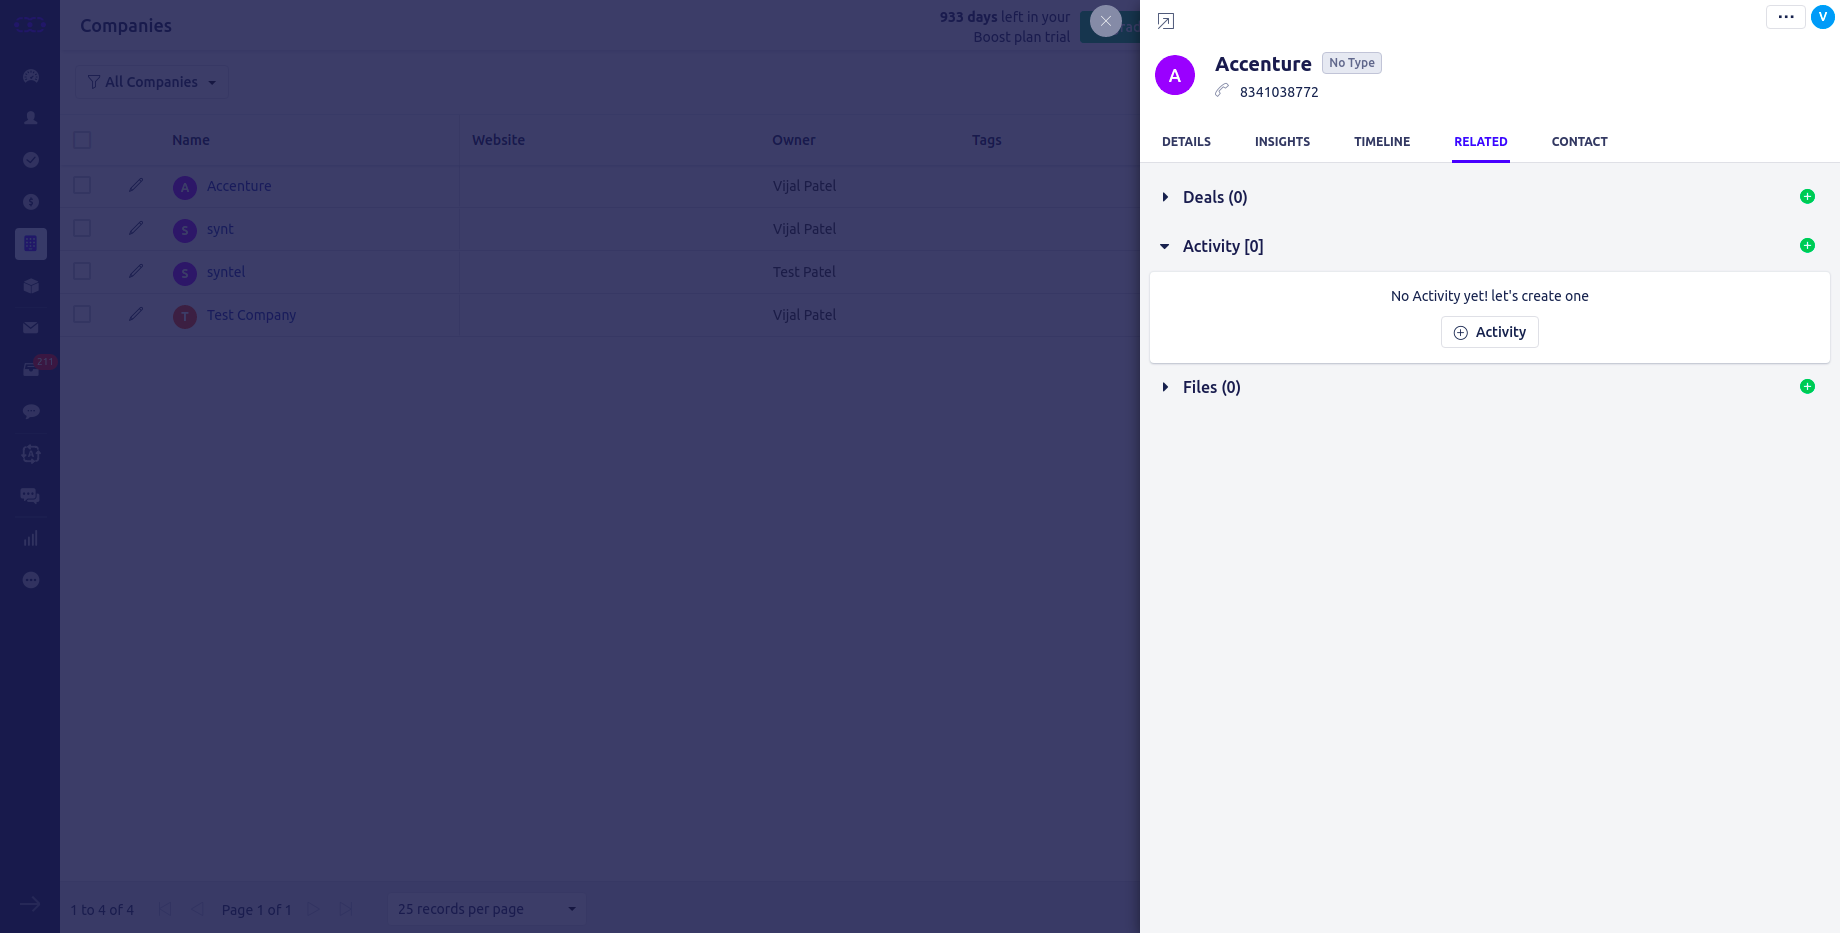 Companies
933 days left in your
Boost plan trial
All Companies
Name Website Owner Tags
A Accenture Vijal Patel
S synt Vijal Patel
S syntel Test Patel
T Test Company Vijal Patel
211
1 to 4 of 4 Page 1 of 1 25 records per page
V
A
Accenture No Type
8341038772
DETAILS INSIGHTS TIMELINE RELATED CONTACT
Deals (0)
Activity [0]
No Activity yet! let's create one
Activity
Files (0)